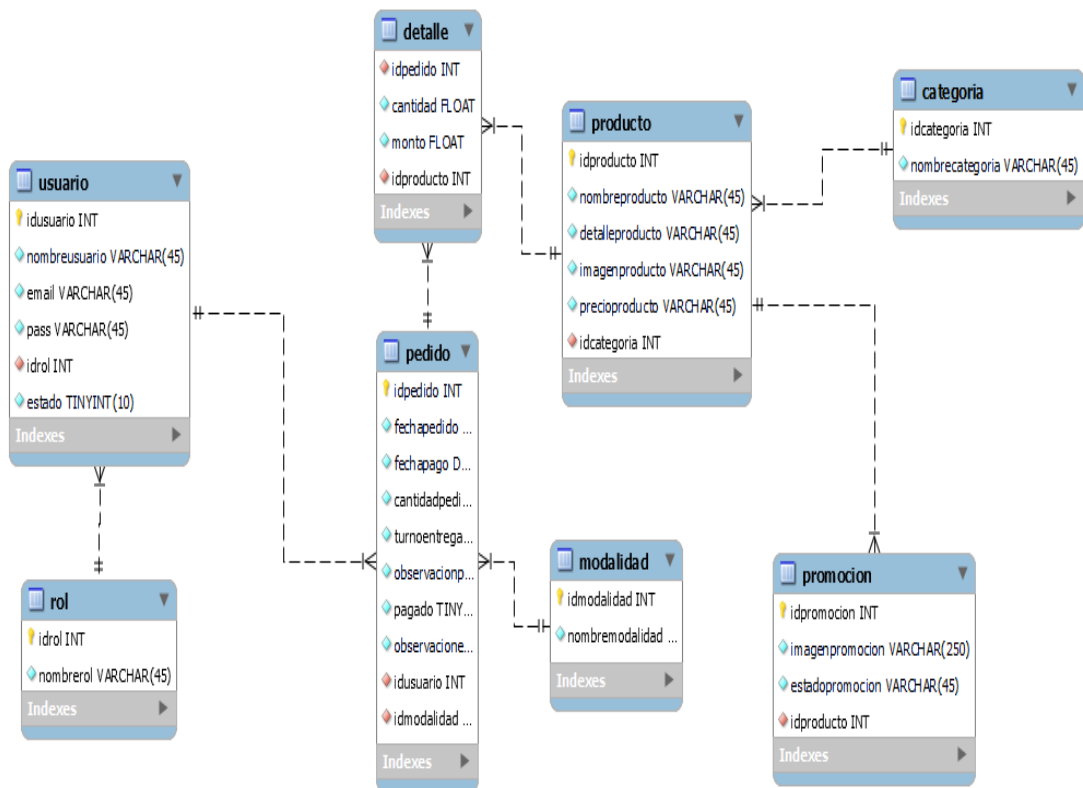 detalle
idpedido INT
cantidad FLOAT
monto FLOAT
idproducto INT
Indexes
categoria
idcategoria INT
nombrecategoria VARCHAR(45)
Indexes
producto
idproducto INT
nombreproducto VARCHAR(45)
detalleproducto VARCHAR(45)
imagenproducto VARCHAR(45)
precioproducto VARCHAR(45)
idcategoria INT
Indexes
usuario
idusuario INT
nombreusuario VARCHAR(45)
email VARCHAR(45)
pass VARCHAR(45)
idrol INT
estado TINYINT(10)
Indexes
pedido
idpedido INT
fechapedido ...
fechapago D...
cantidadpedi...
turnoentrega...
observacionp...
pagado TINY...
observacione...
idusuario INT
idmodalidad ...
Indexes
modalidad
idmodalidad INT
nombremodalidad ...
Indexes
promocion
idpromocion INT
imagenpromocion VARCHAR(250)
estadopromocion VARCHAR(45)
idproducto INT
Indexes
rol
idrol INT
nombrerol VARCHAR(45)
Indexes